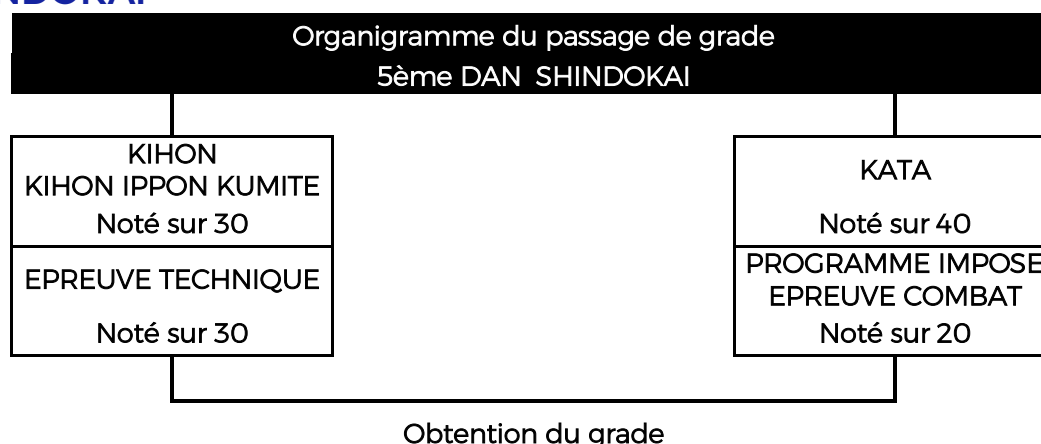 Organigramme du passage de grade
5ème DAN SHINDOKAI
KIHON
KIHON IPPON KUMITE
Noté sur 30
EPREUVE TECHNIQUE
Noté sur 30
KATA
Noté sur 40
PROGRAMME IMPOSE
EPREUVE COMBAT
Noté sur 20
Obtention du grade